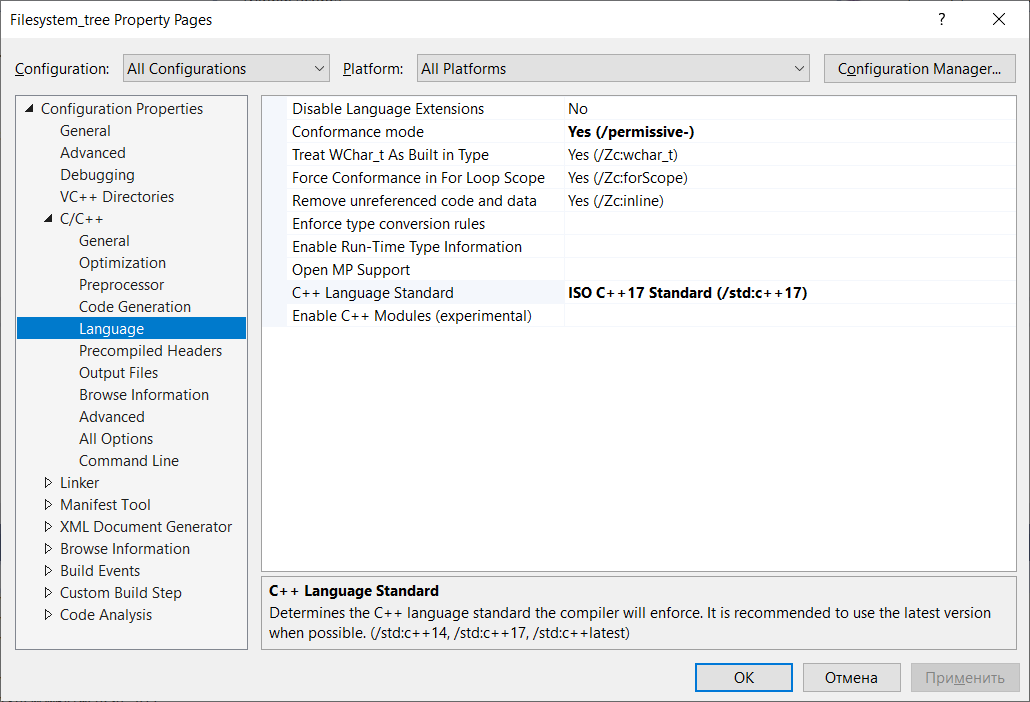 Filesystem_tree Property Pages
?
Configuration: All Configurations Platform: All Platforms Configuration Manager...
Configuration Properties
General
Advanced
Debugging
VC++ Directories
C/C++
General
Optimization
Preprocessor
Code Generation
Language
Precompiled Headers
Output Files
Browse Information
Advanced
All Options
Command Line
Linker
Manifest Tool
XML Document Generator
Browse Information
Build Events
Custom Build Step
Code Analysis
Disable Language Extensions No
Conformance mode Yes (/permissive-)
Treat WChar_t As Built in Type Yes (/Zc:wchar_t)
Force Conformance in For Loop Scope Yes (/Zc:forScope)
Remove unreferenced code and data Yes (/Zc:inline)
Enforce type conversion rules
Enable Run-Time Type Information
Open MP Support
C++ Language Standard ISO C++17 Standard (/std:c++17)
Enable C++ Modules (experimental)
C++ Language Standard
Determines the C++ language standard the compiler will enforce. It is recommended to use the latest version
when possible. (/std:c++14, /std:c++17, /std:c++latest)
OK Отмена Применить